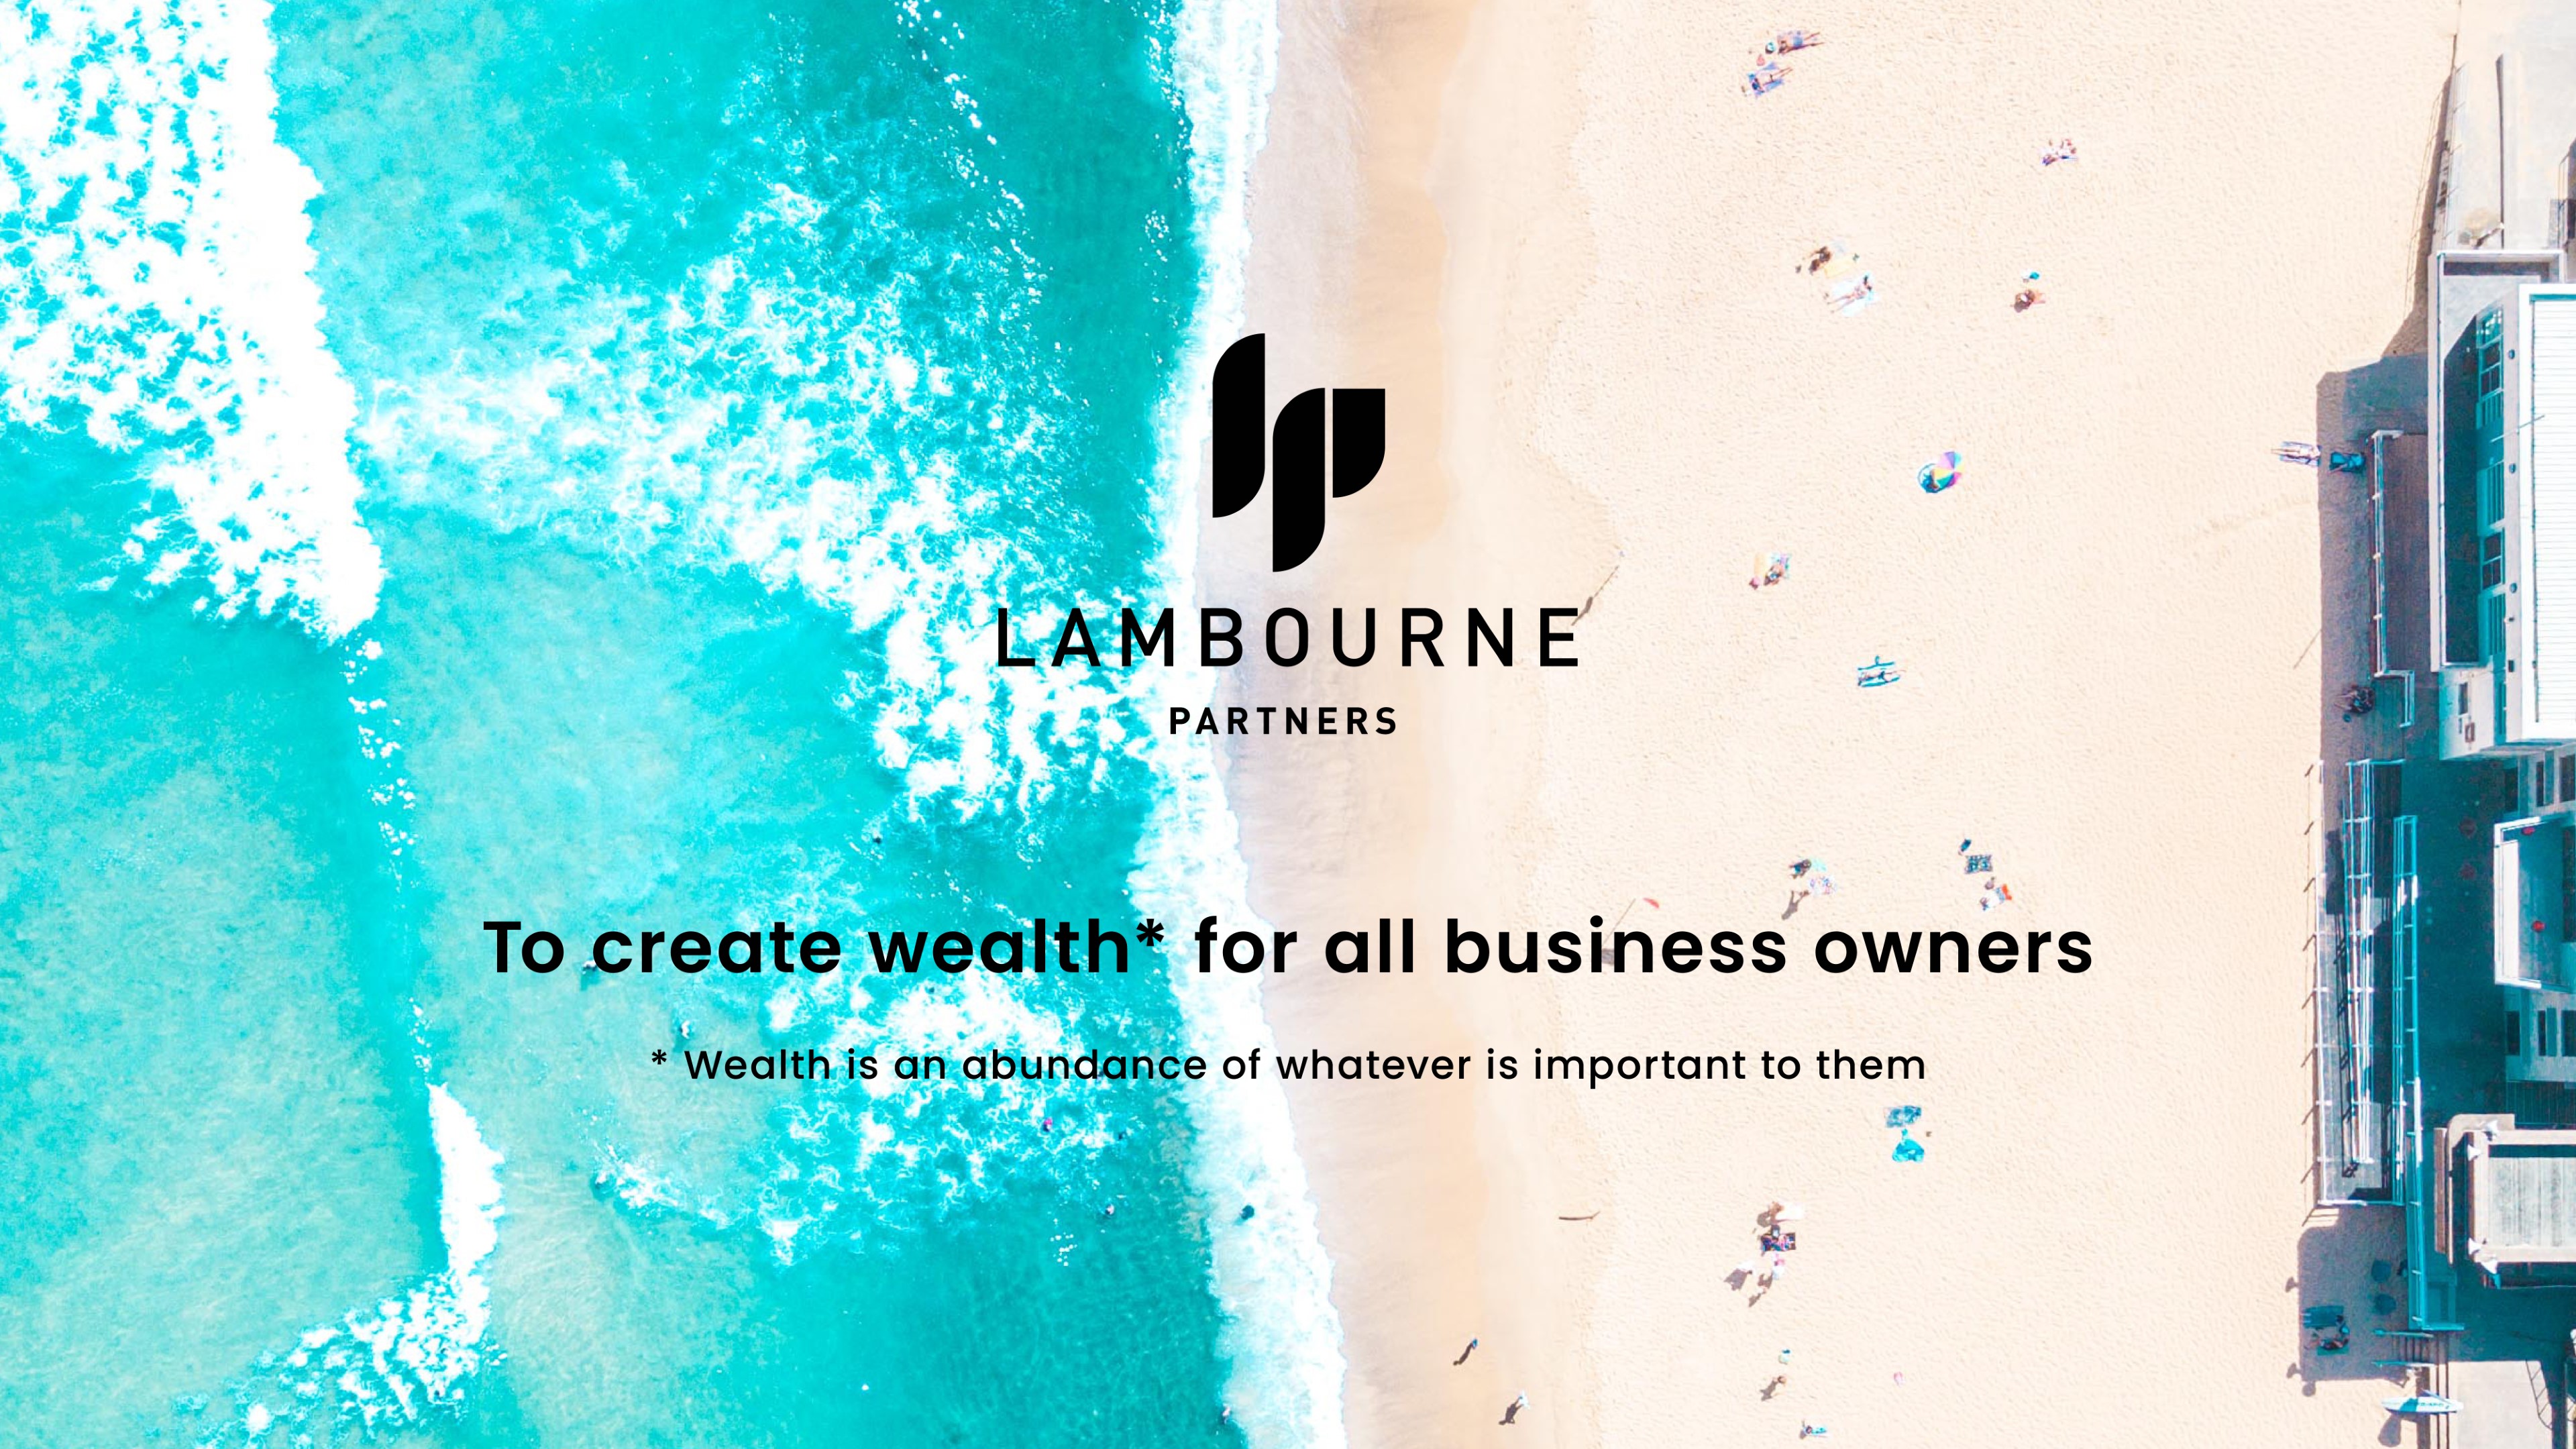 LAMBOURNE
PARTNERS
To create wealth* for all business owners
* Wealth is an abundance of whatever is important to them